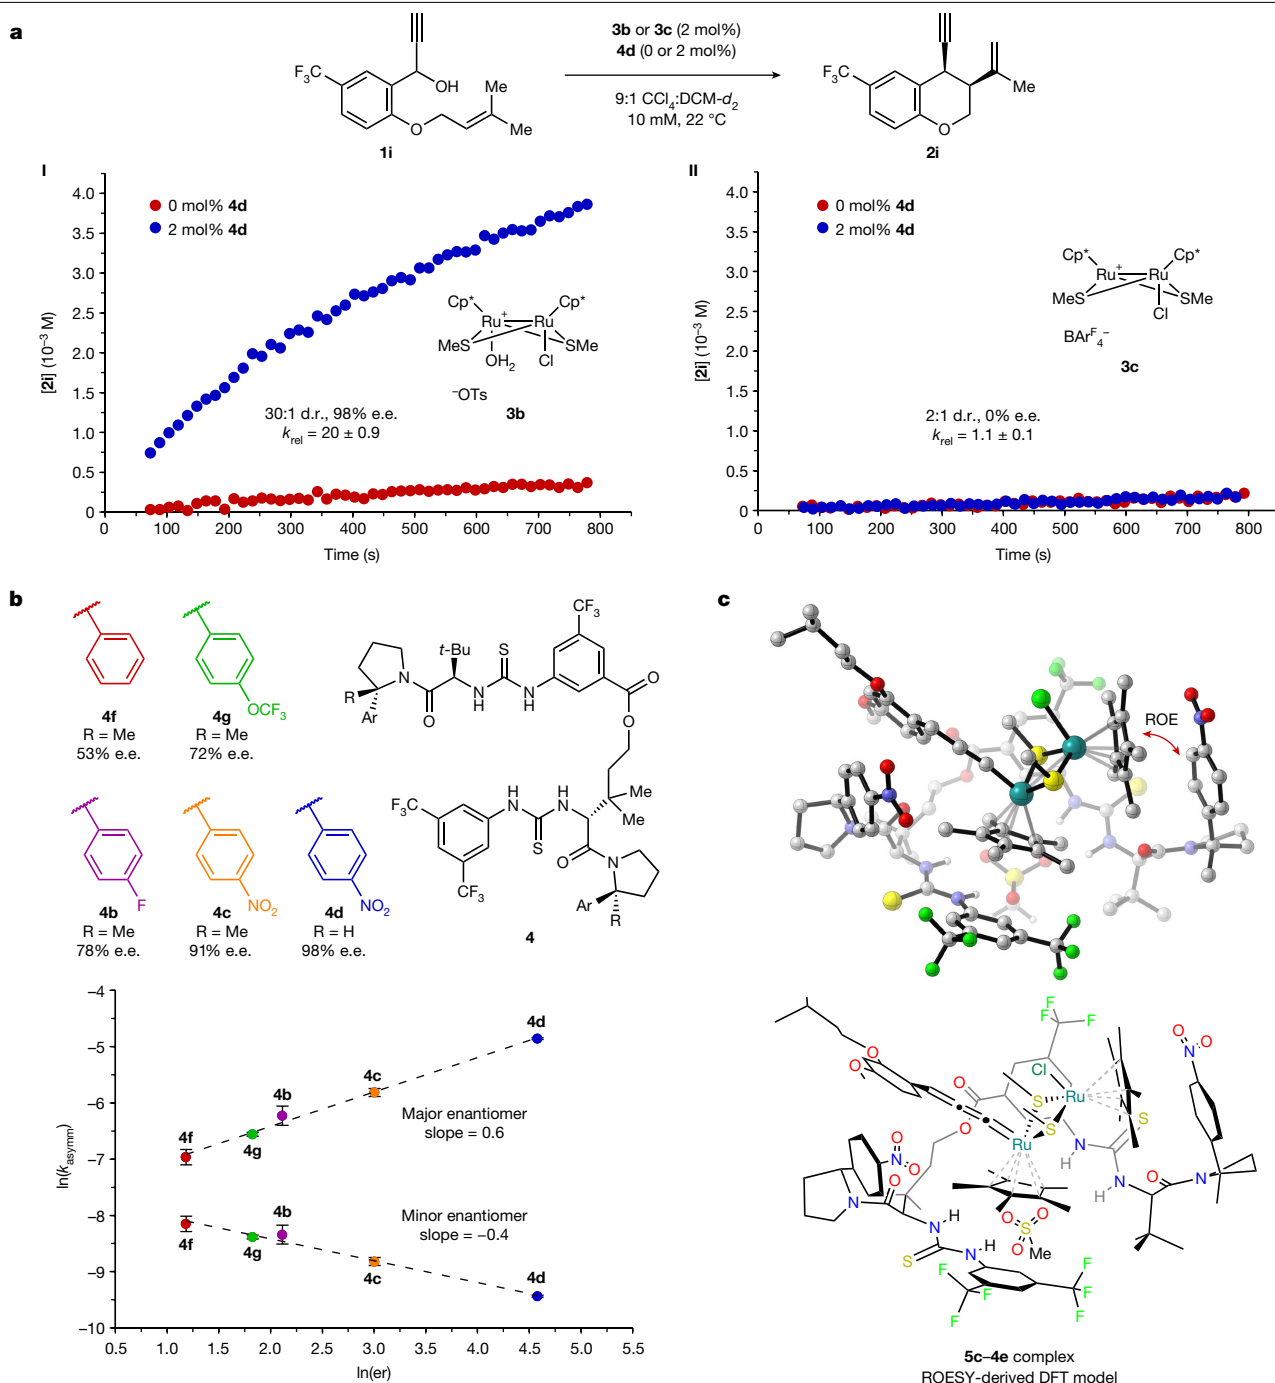 a
3b or 3c (2 mol%)
4d (0 or 2 mol%)
9:1 CCl4:DCM-d2
10 mM, 22 °C
F3C
OH
O
Me
Me
1i
F3C
O
Me
2i
I
[2i] (10−3 M)
4.0
3.5
3.0
2.5
2.0
1.5
1.0
0.5
0
0 mol% 4d
2 mol% 4d
Cp*
Cp*
Ru+
Ru
MeS
SMe
OH2
Cl
−OTs
3b
30:1 d.r., 98% e.e.
krel = 20 ± 0.9
100
200
300
400
500
600
700
800
Time (s)
II
[2i] (10−3 M)
4.0
3.5
3.0
2.5
2.0
1.5
1.0
0.5
0
0 mol% 4d
2 mol% 4d
Cp*
Cp*
Ru+
Ru
MeS
SMe
Cl
BArF4−
3c
2:1 d.r., 0% e.e.
krel = 1.1 ± 0.1
0
100
200
300
400
500
600
700
800
Time (s)
b
4f
R = Me
53% e.e.
OCF3
4g
R = Me
72% e.e.
F
4b
R = Me
78% e.e.
NO2
4c
R = Me
91% e.e.
NO2
4d
R = H
98% e.e.
CF3
t-Bu
S
R
N
Ar
O
N
H
N
H
O
O
F3C
H
N
H
N
Me
Me
S
O
N
CF3
Ar
R
4
ln(kasymm)
−4
−5
−6
−7
−8
−9
−10
4d
4c
4b
4g
4f
Major enantiomer
slope = 0.6
4f
4g
4b
4c
4d
Minor enantiomer
slope = −0.4
0.5
1.0
1.5
2.0
2.5
3.0
3.5
4.0
4.5
5.0
5.5
ln(er)
c
ROE
F
F
F
O
O
Cl
S
Ru
S
Ru
O
O
S
N
O
O
N
H
N
H
O
N
O
N
O
O
N
O
S
O
O
Me
N
H
S
N
H
F
F
F
F
F
F
5c–4e complex
ROESY-derived DFT model